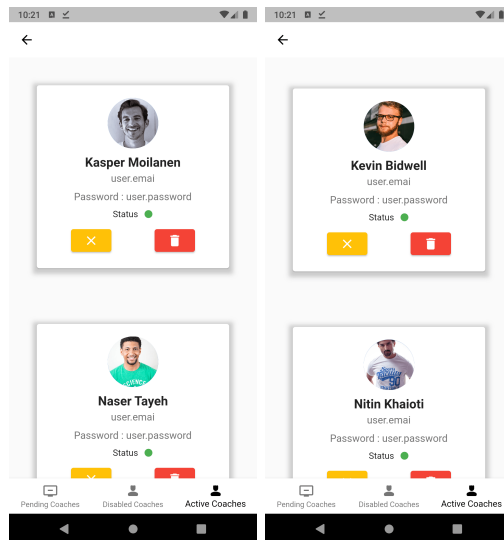 10:21
Kasper Moilanen
user.emai
Password : user.password
Status
Naser Tayeh
user.emai
Password : user.password
Status
Pending Coaches
Disabled Coaches
Active Coaches
10:21
Kevin Bidwell
user.emai
Password : user.password
Status
Nitin Khaioti
user.emai
Password : user.password
Status
Pending Coaches
Disabled Coaches
Active Coaches